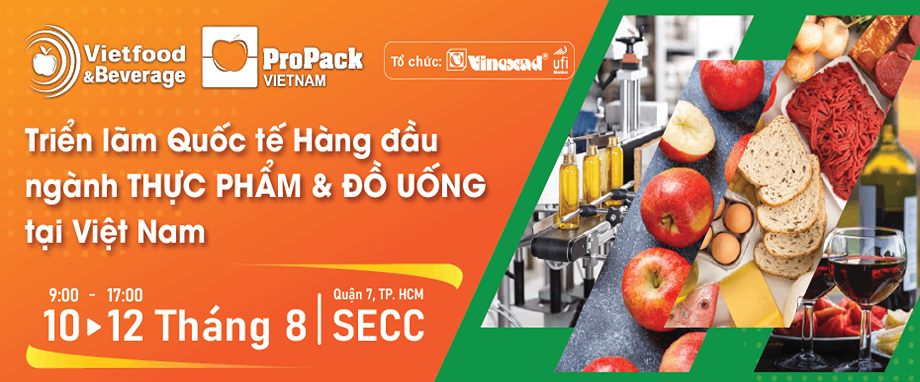 Vietfood
&Beverage
ProPack
VIETNAM
Tổ chức: Vinexad® ufi
Member
Triển lãm Quốc tế Hàng đầu
ngành THỰC PHẨM & ĐỒ UỐNG
tại Việt Nam
9:00 - 17:00
10 ▸ 12 Tháng 8
Quận 7, TP. HCM
SECC